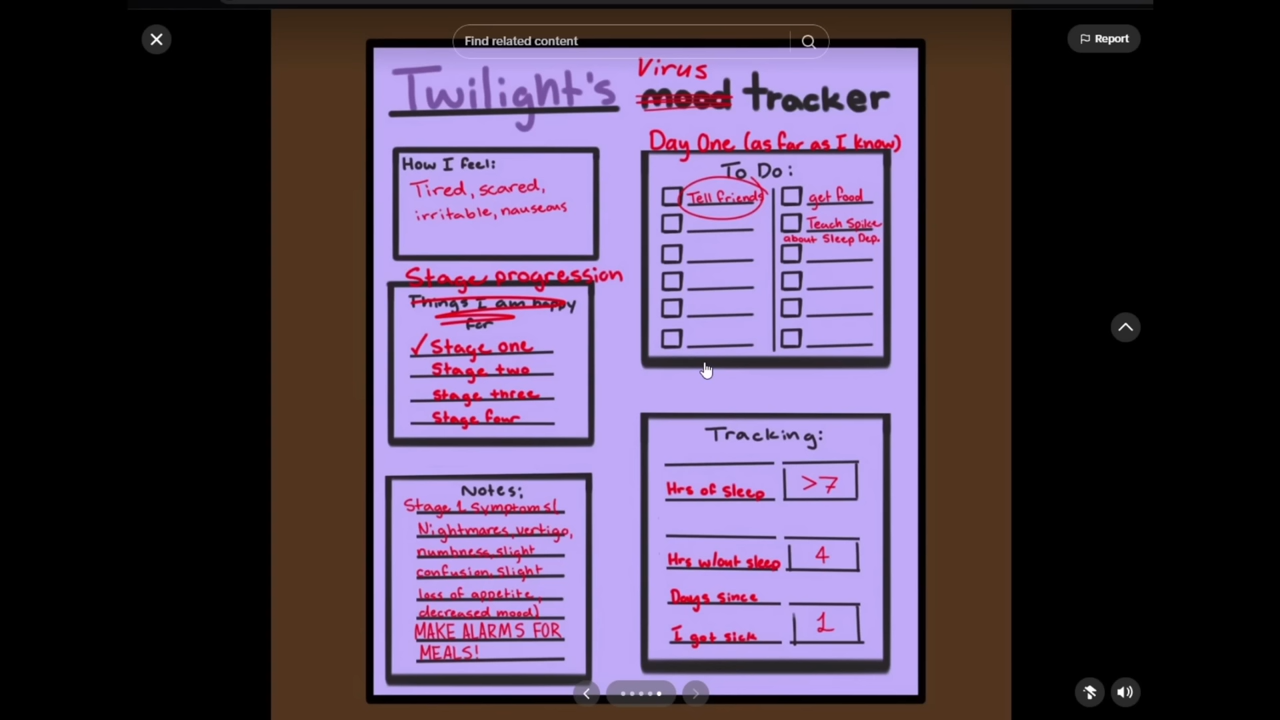 Find related content
Report
Twilight's mood tracker
Virus
Day One (as far as I know)
How I feel:
Tired, scared,
irritable, nauseous
To Do:
Tell friends
get food
Teach Spike
about Sleep Dep.
Stage progression
Things I am happy
for
✓ Stage one
Stage two
Stage three
Stage four
Notes:
Stage 1 Symptoms(
Nightmares, vertigo,
numbness, slight
confusion, slight
loss of appetite,
decreased mood)
MAKE ALARMS FOR
MEALS!
Tracking:
Hrs of sleep >7
Hrs w/out sleep 4
Days since
I got sick 1